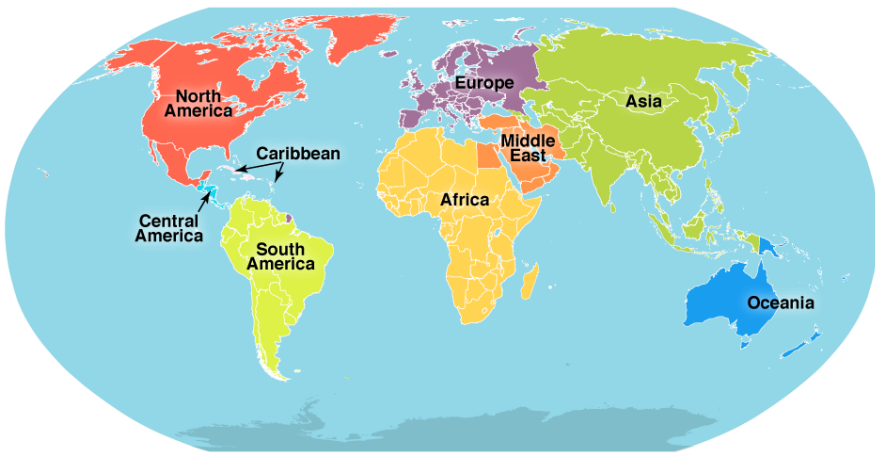 North
America
Europe
Asia
Caribbean
Middle
East
Africa
Central
America
South
America
Oceania